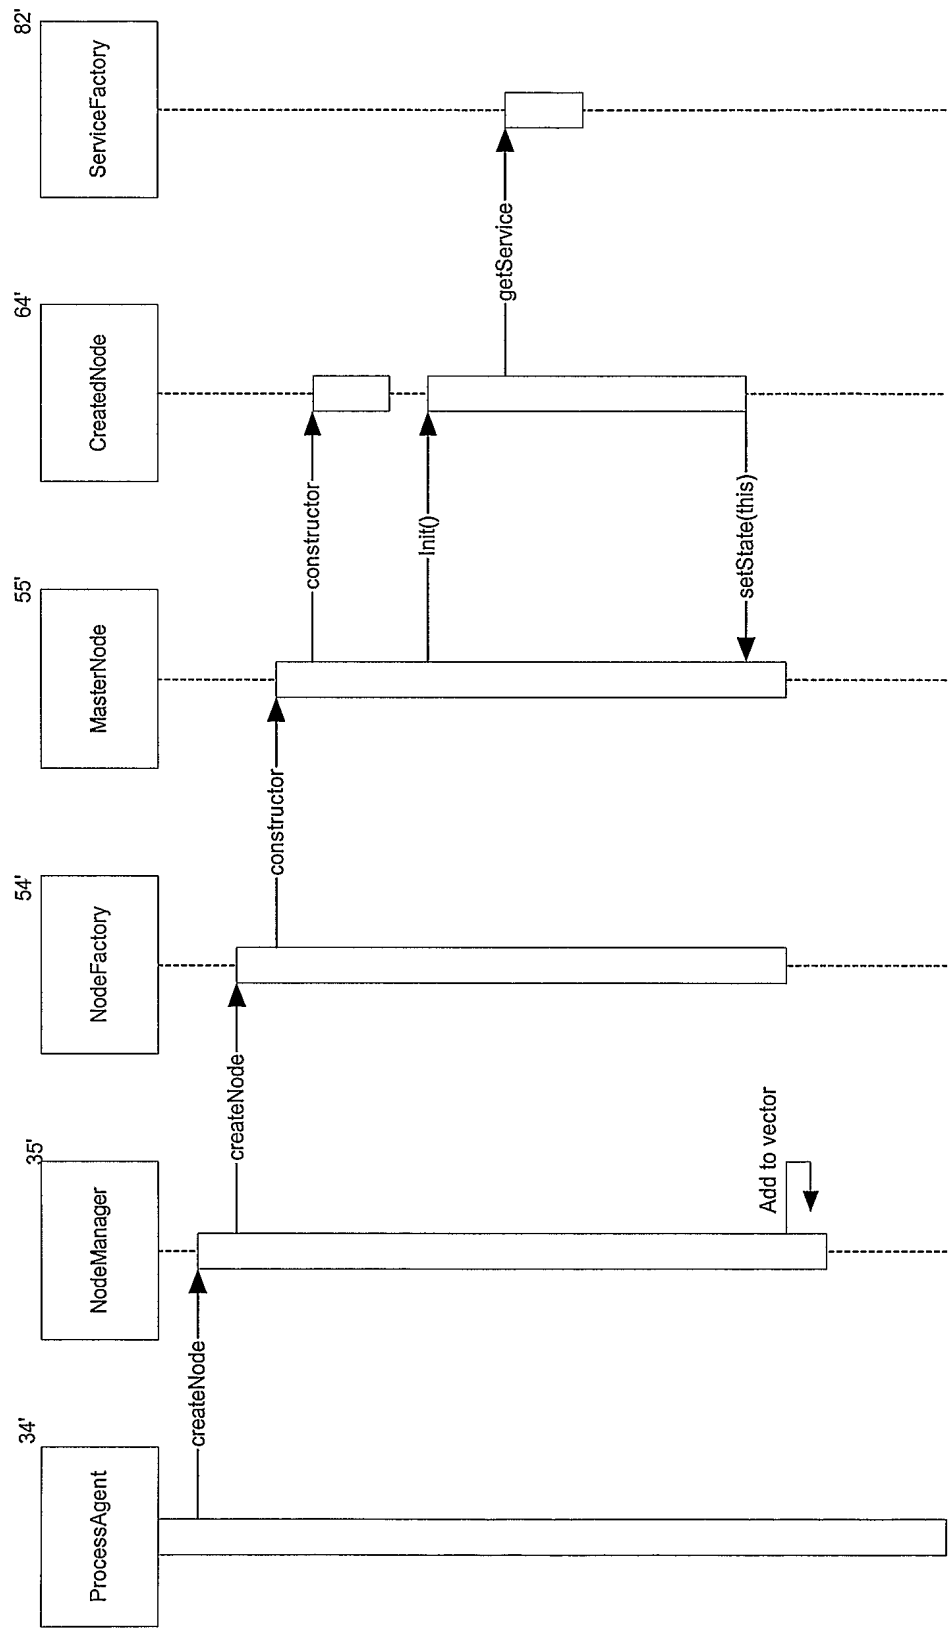 34'
ProcessAgent
35'
NodeManager
54'
NodeFactory
55'
MasterNode
64'
CreatedNode
82'
ServiceFactory
createNode
createNode
constructor
constructor
Init()
getService
setState(this)
Add to vector